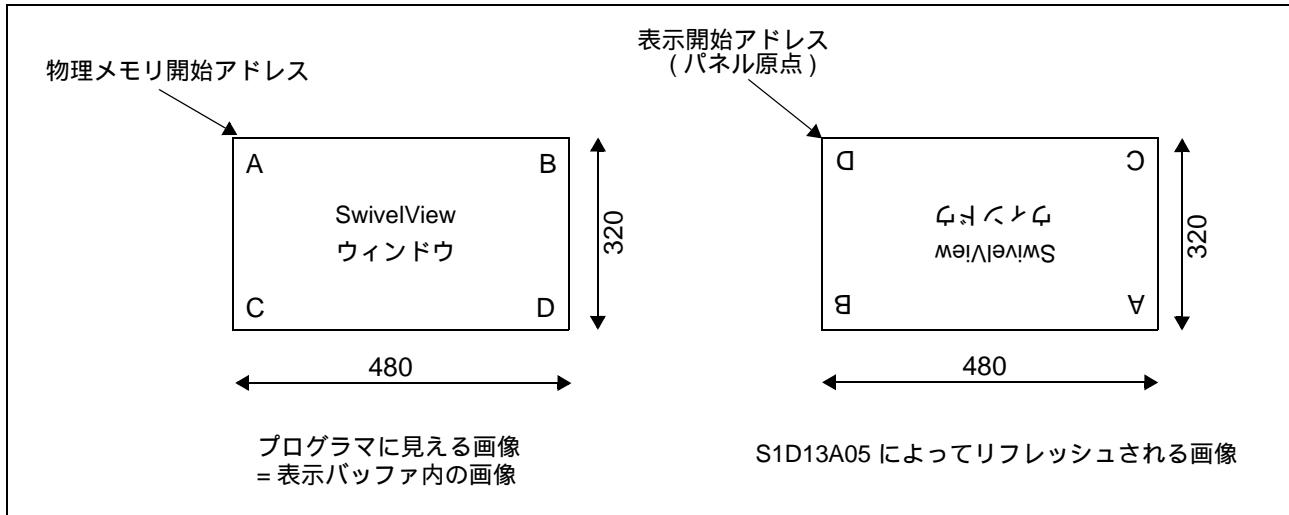 物理メモリ開始アドレス
A
B
SwivelView
ウィンドウ
C
D
320
480
プログラマに見える画像
= 表示バッファ内の画像
表示開始アドレス
( パネル原点 )
D
C
ウィンドウ
SwivelView
B
A
320
480
S1D13A05 によってリフレッシュされる画像